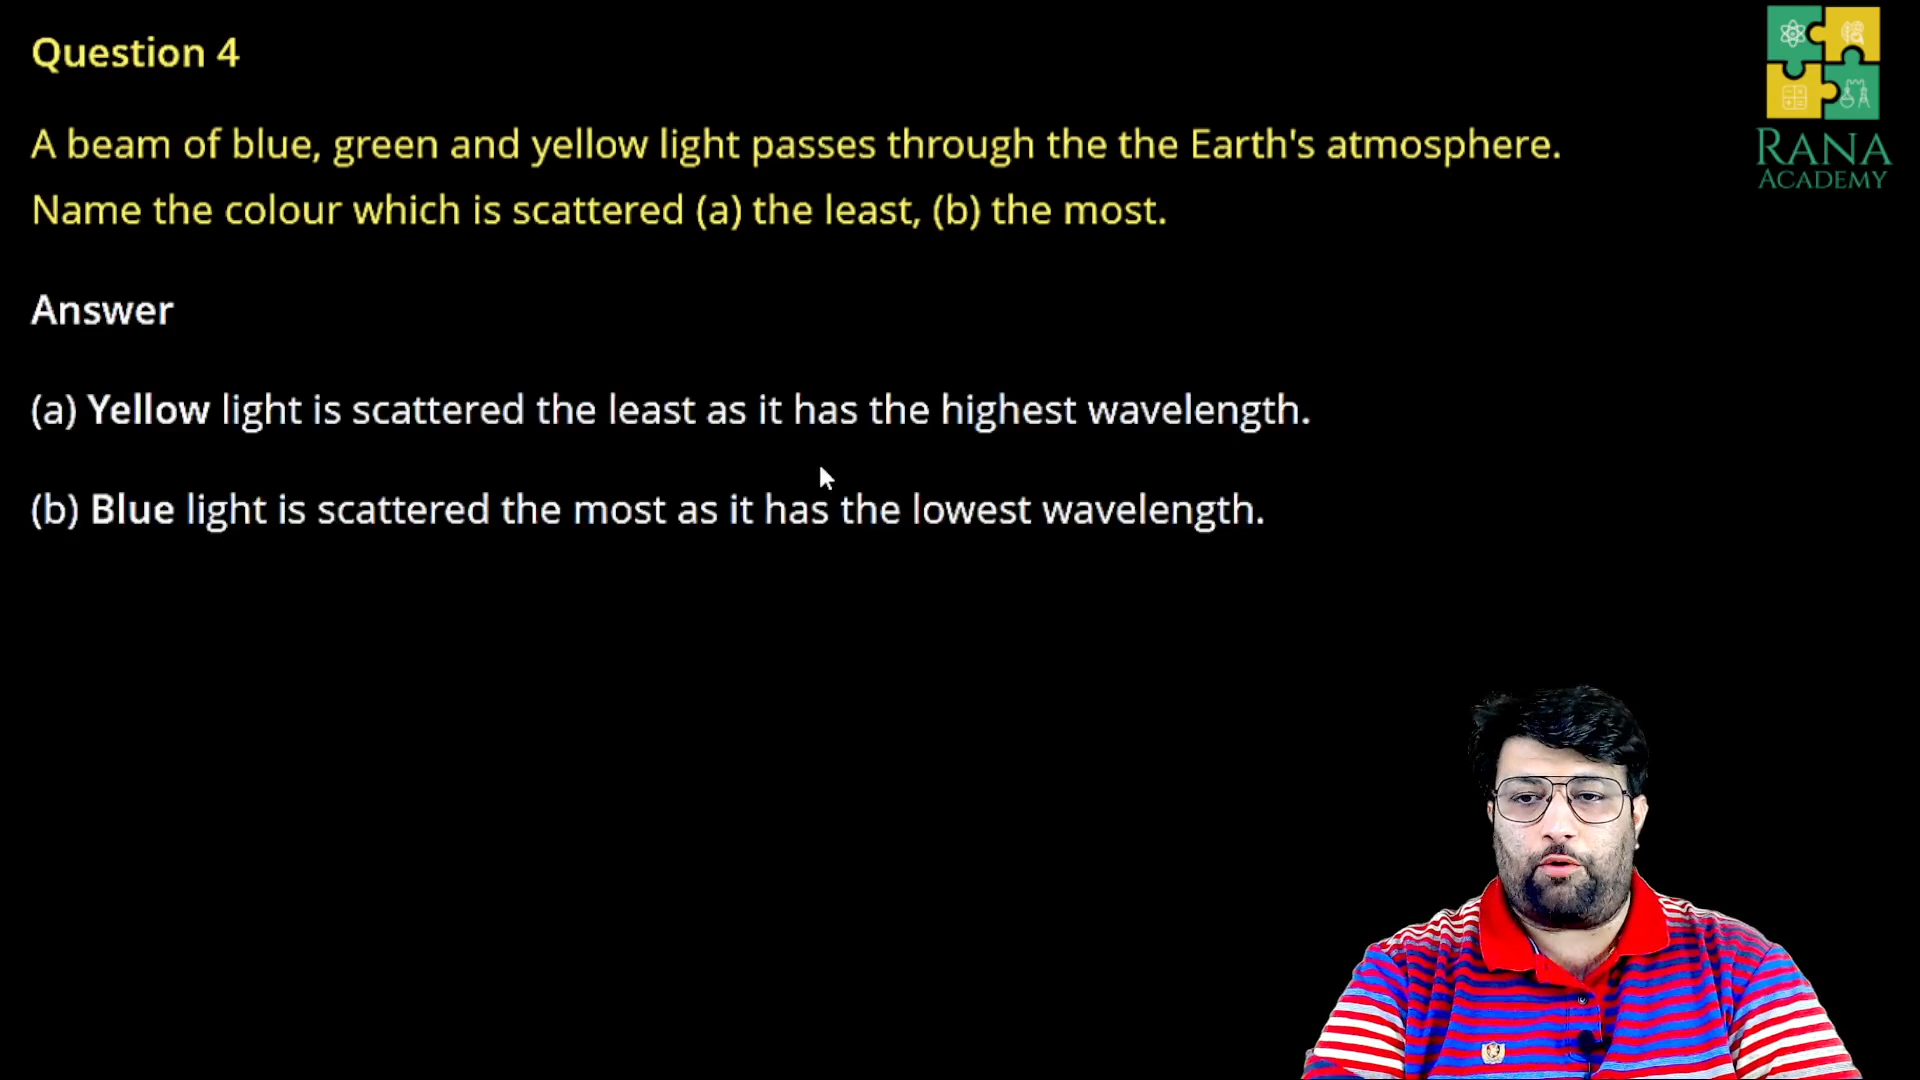 Question 4
A beam of blue, green and yellow light passes through the the Earth's atmosphere.
Name the colour which is scattered (a) the least, (b) the most.
Answer
(a) Yellow light is scattered the least as it has the highest wavelength.
(b) Blue light is scattered the most as it has the lowest wavelength.
RANA
ACADEMY